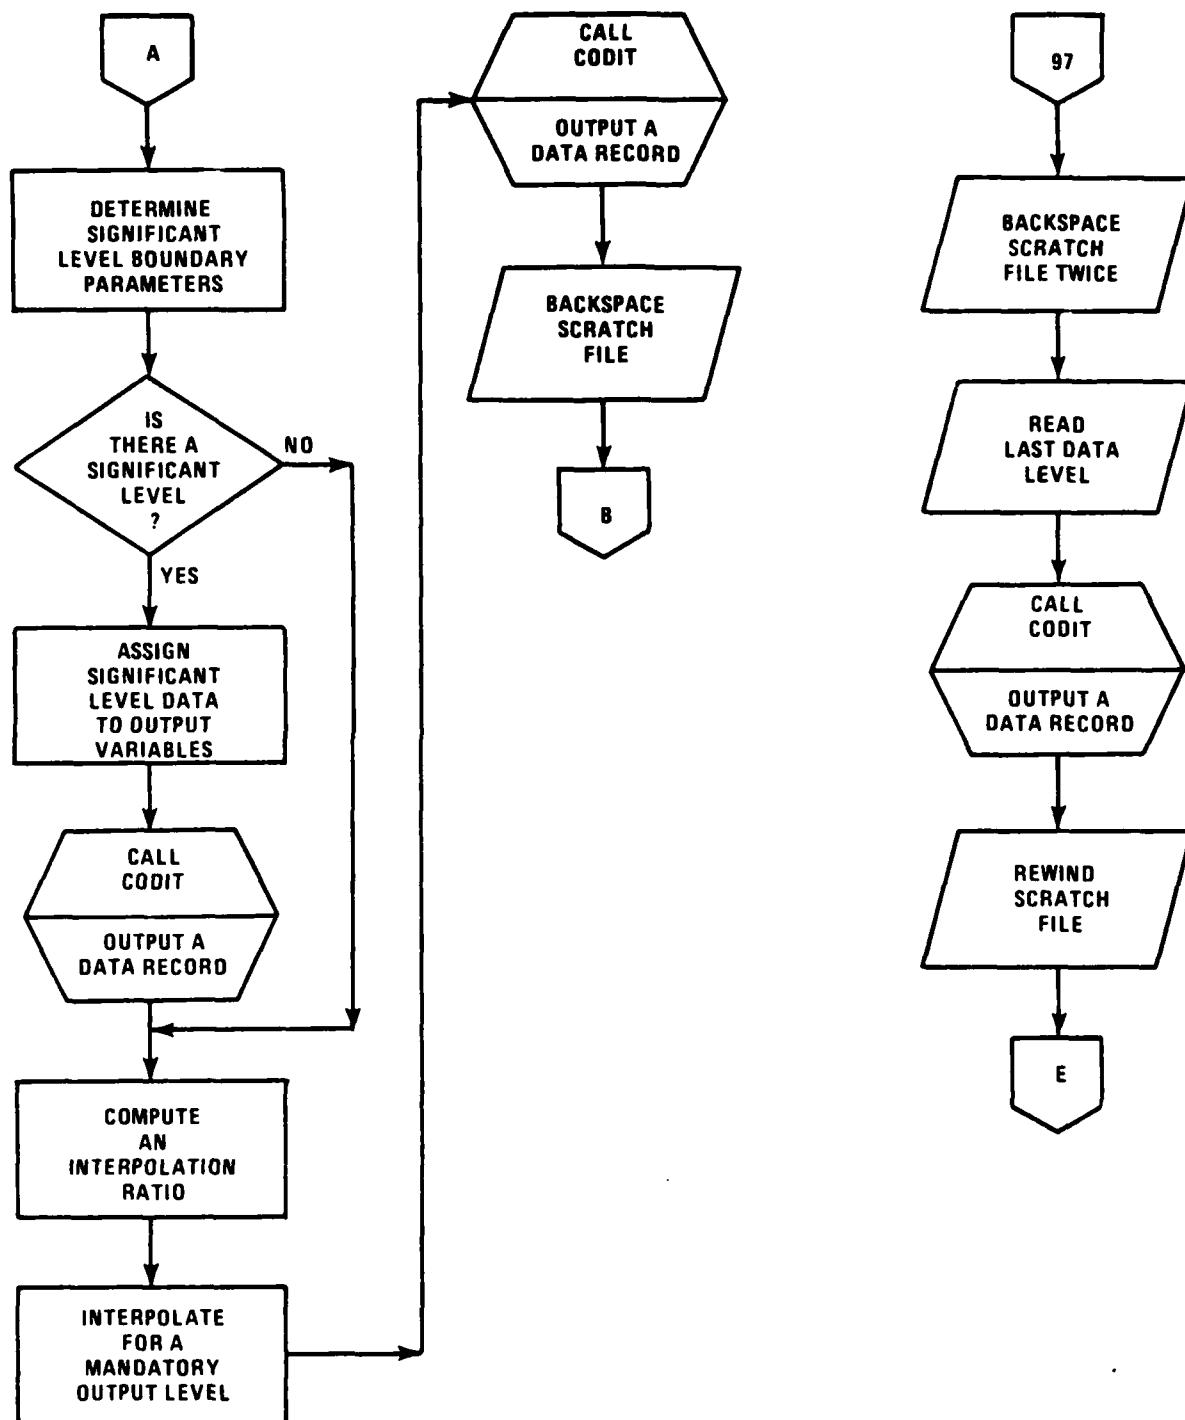 A
DETERMINE
SIGNIFICANT
LEVEL BOUNDARY
PARAMETERS
IS
THERE A
SIGNIFICANT
LEVEL
?
NO
YES
ASSIGN
SIGNIFICANT
LEVEL DATA
TO OUTPUT
VARIABLES
CALL
CODIT
OUTPUT A
DATA RECORD
COMPUTE
AN
INTERPOLATION
RATIO
INTERPOLATE
FOR A
MANDATORY
OUTPUT LEVEL
CALL
CODIT
OUTPUT A
DATA RECORD
BACKSPACE
SCRATCH
FILE
B
97
BACKSPACE
SCRATCH
FILE TWICE
READ
LAST DATA
LEVEL
CALL
CODIT
OUTPUT A
DATA RECORD
REWIND
SCRATCH
FILE
E